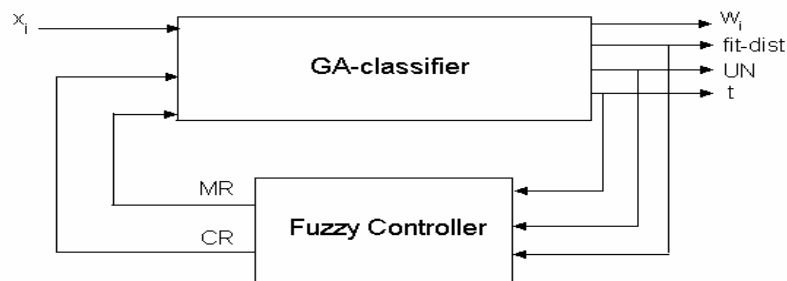 x_i
GA-classifier
w_i
fit-dist
UN
t
MR
CR
Fuzzy Controller